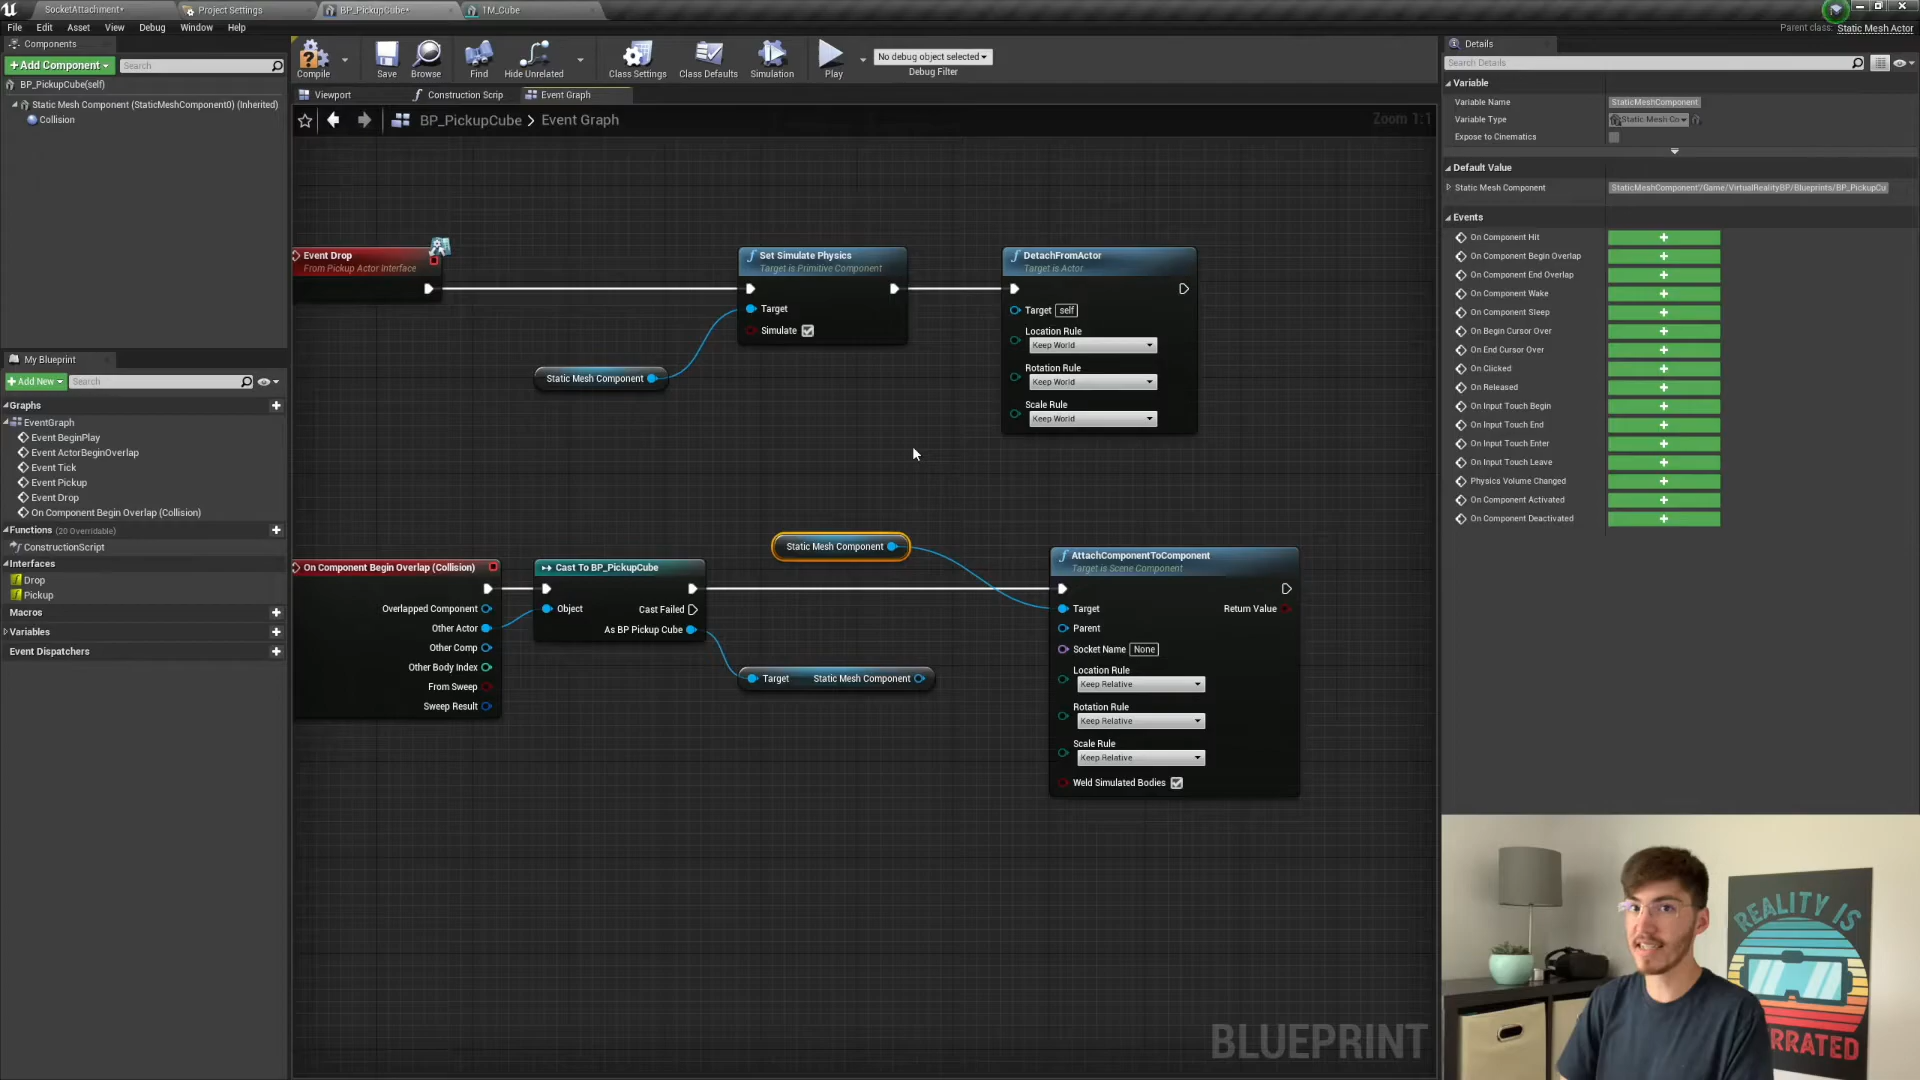 SocketAttachment*
Project Settings
BP_PickupCube*
1M_Cube
File Edit Asset View Debug Window Help
Parent class: Static Mesh Actor
Components
+Add Component
Search
BP_PickupCube(self)
Static Mesh Component (StaticMeshComponent0) (Inherited)
Collision
Compile
Save
Browse
Find
Hide Unrelated
Class Settings
Class Defaults
Simulation
Play
No debug object selected
Debug Filter
Viewport
Construction Scrip
Event Graph
BP_PickupCube > Event Graph
Zoom 1:1
Event Drop
From Pickup Actor Interface
Set Simulate Physics
Target is Primitive Component
Target
Simulate
Static Mesh Component
DetachFromActor
Target is Actor
Target self
Location Rule
Keep World
Rotation Rule
Keep World
Scale Rule
Keep World
On Component Begin Overlap (Collision)
Overlapped Component
Other Actor
Other Comp
Other Body Index
From Sweep
Sweep Result
Cast To BP_PickupCube
Object
Cast Failed
As BP Pickup Cube
Static Mesh Component
Target Static Mesh Component
AttachComponentToComponent
Target is Scene Component
Target
Return Value
Parent
Socket Name None
Location Rule
Keep Relative
Rotation Rule
Keep Relative
Scale Rule
Keep Relative
Weld Simulated Bodies
BLUEPRINT
My Blueprint
+Add New
Search
Graphs
EventGraph
Event BeginPlay
Event ActorBeginOverlap
Event Tick
Event Pickup
Event Drop
On Component Begin Overlap (Collision)
Functions (20 Overridable)
ConstructionScript
Interfaces
Drop
Pickup
Macros
Variables
Event Dispatchers
Details
Search Details
Variable
Variable Name StaticMeshComponent
Variable Type Static Mesh Co
Expose to Cinematics
Default Value
Static Mesh Component StaticMeshComponent'/Game/VirtualRealityBP/Blueprints/BP_PickupCu
Events
On Component Hit
On Component Begin Overlap
On Component End Overlap
On Component Wake
On Component Sleep
On Begin Cursor Over
On End Cursor Over
On Clicked
On Released
On Input Touch Begin
On Input Touch End
On Input Touch Enter
On Input Touch Leave
Physics Volume Changed
On Component Activated
On Component Deactivated
REALITY IS
ERRATED